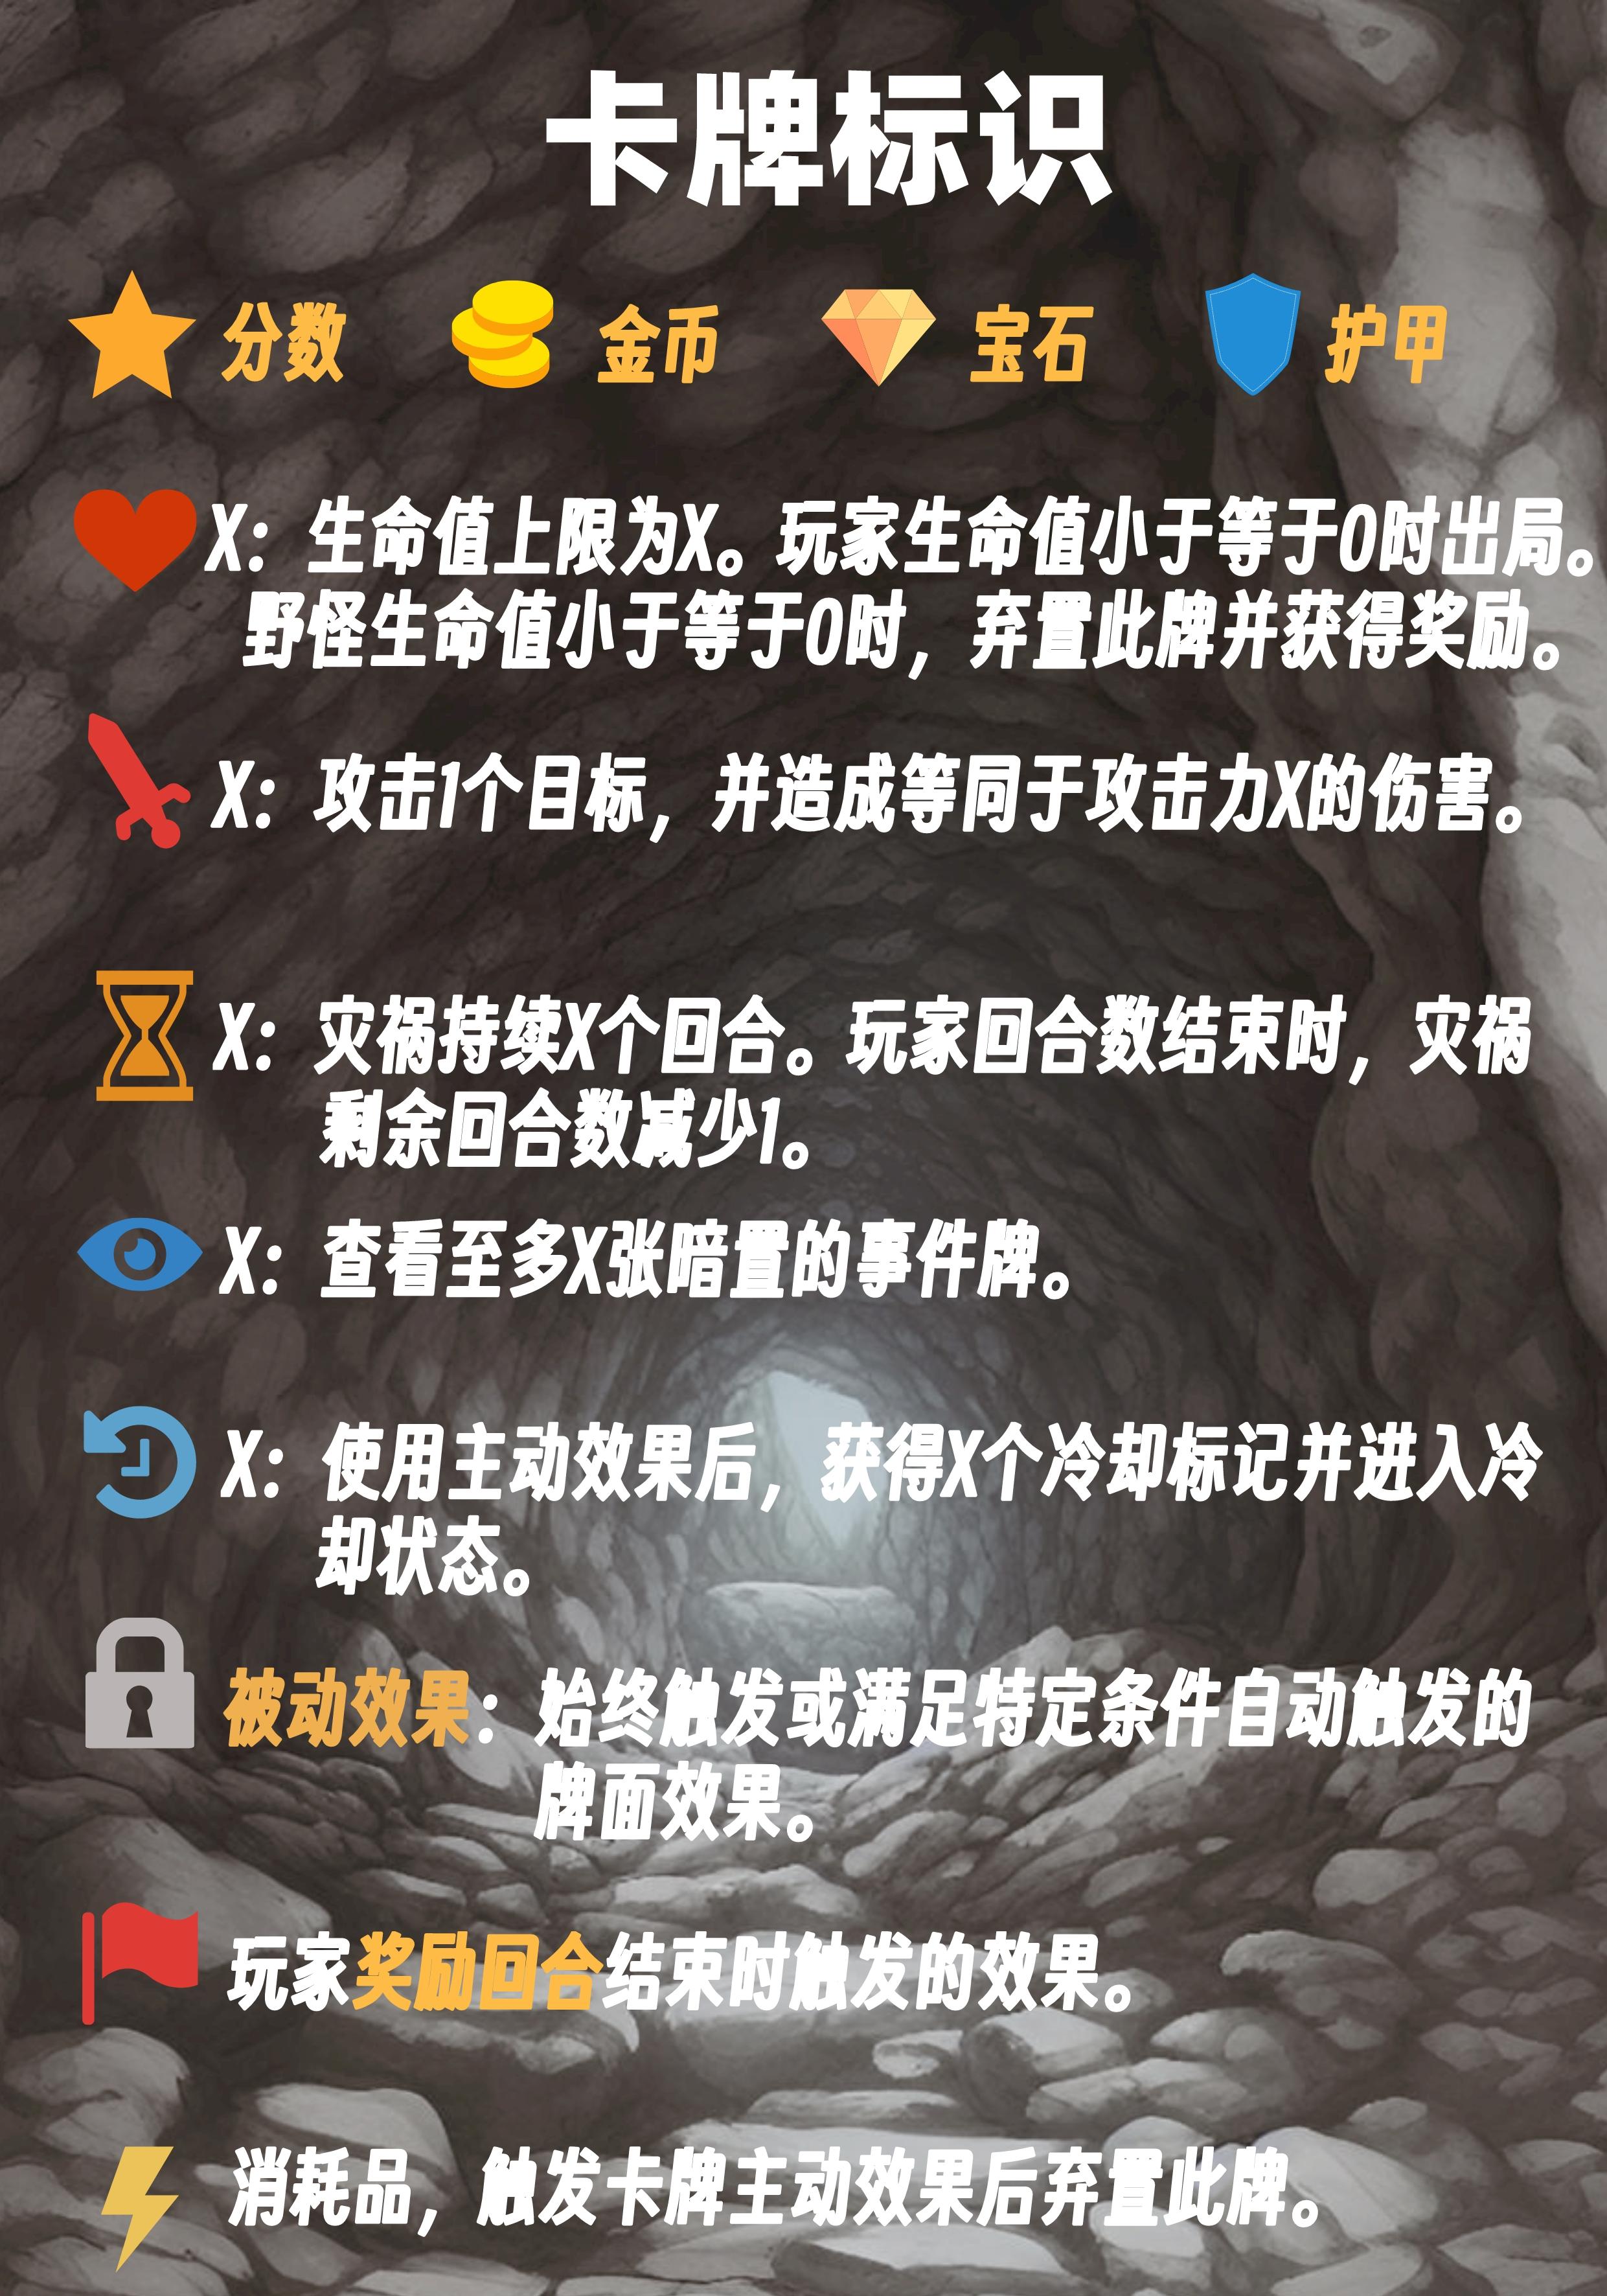 卡牌标识
分数 金币 宝石 护甲
X：生命值上限为X。玩家生命值小于等于0时出局。
野怪生命值小于等于0时，弃置此牌并获得奖励。
X：攻击1个目标，并造成等同于攻击力X的伤害。
X：灾祸持续X个回合。玩家回合数结束时，灾祸
剩余回合数减少1。
X：查看至多X张暗置的事件牌。
X：使用主动效果后，获得X个冷却标记并进入冷
却状态。
被动效果：始终触发或满足特定条件自动触发的
牌面效果。
玩家奖励回合结束时触发的效果。
消耗品，触发卡牌主动效果后弃置此牌。